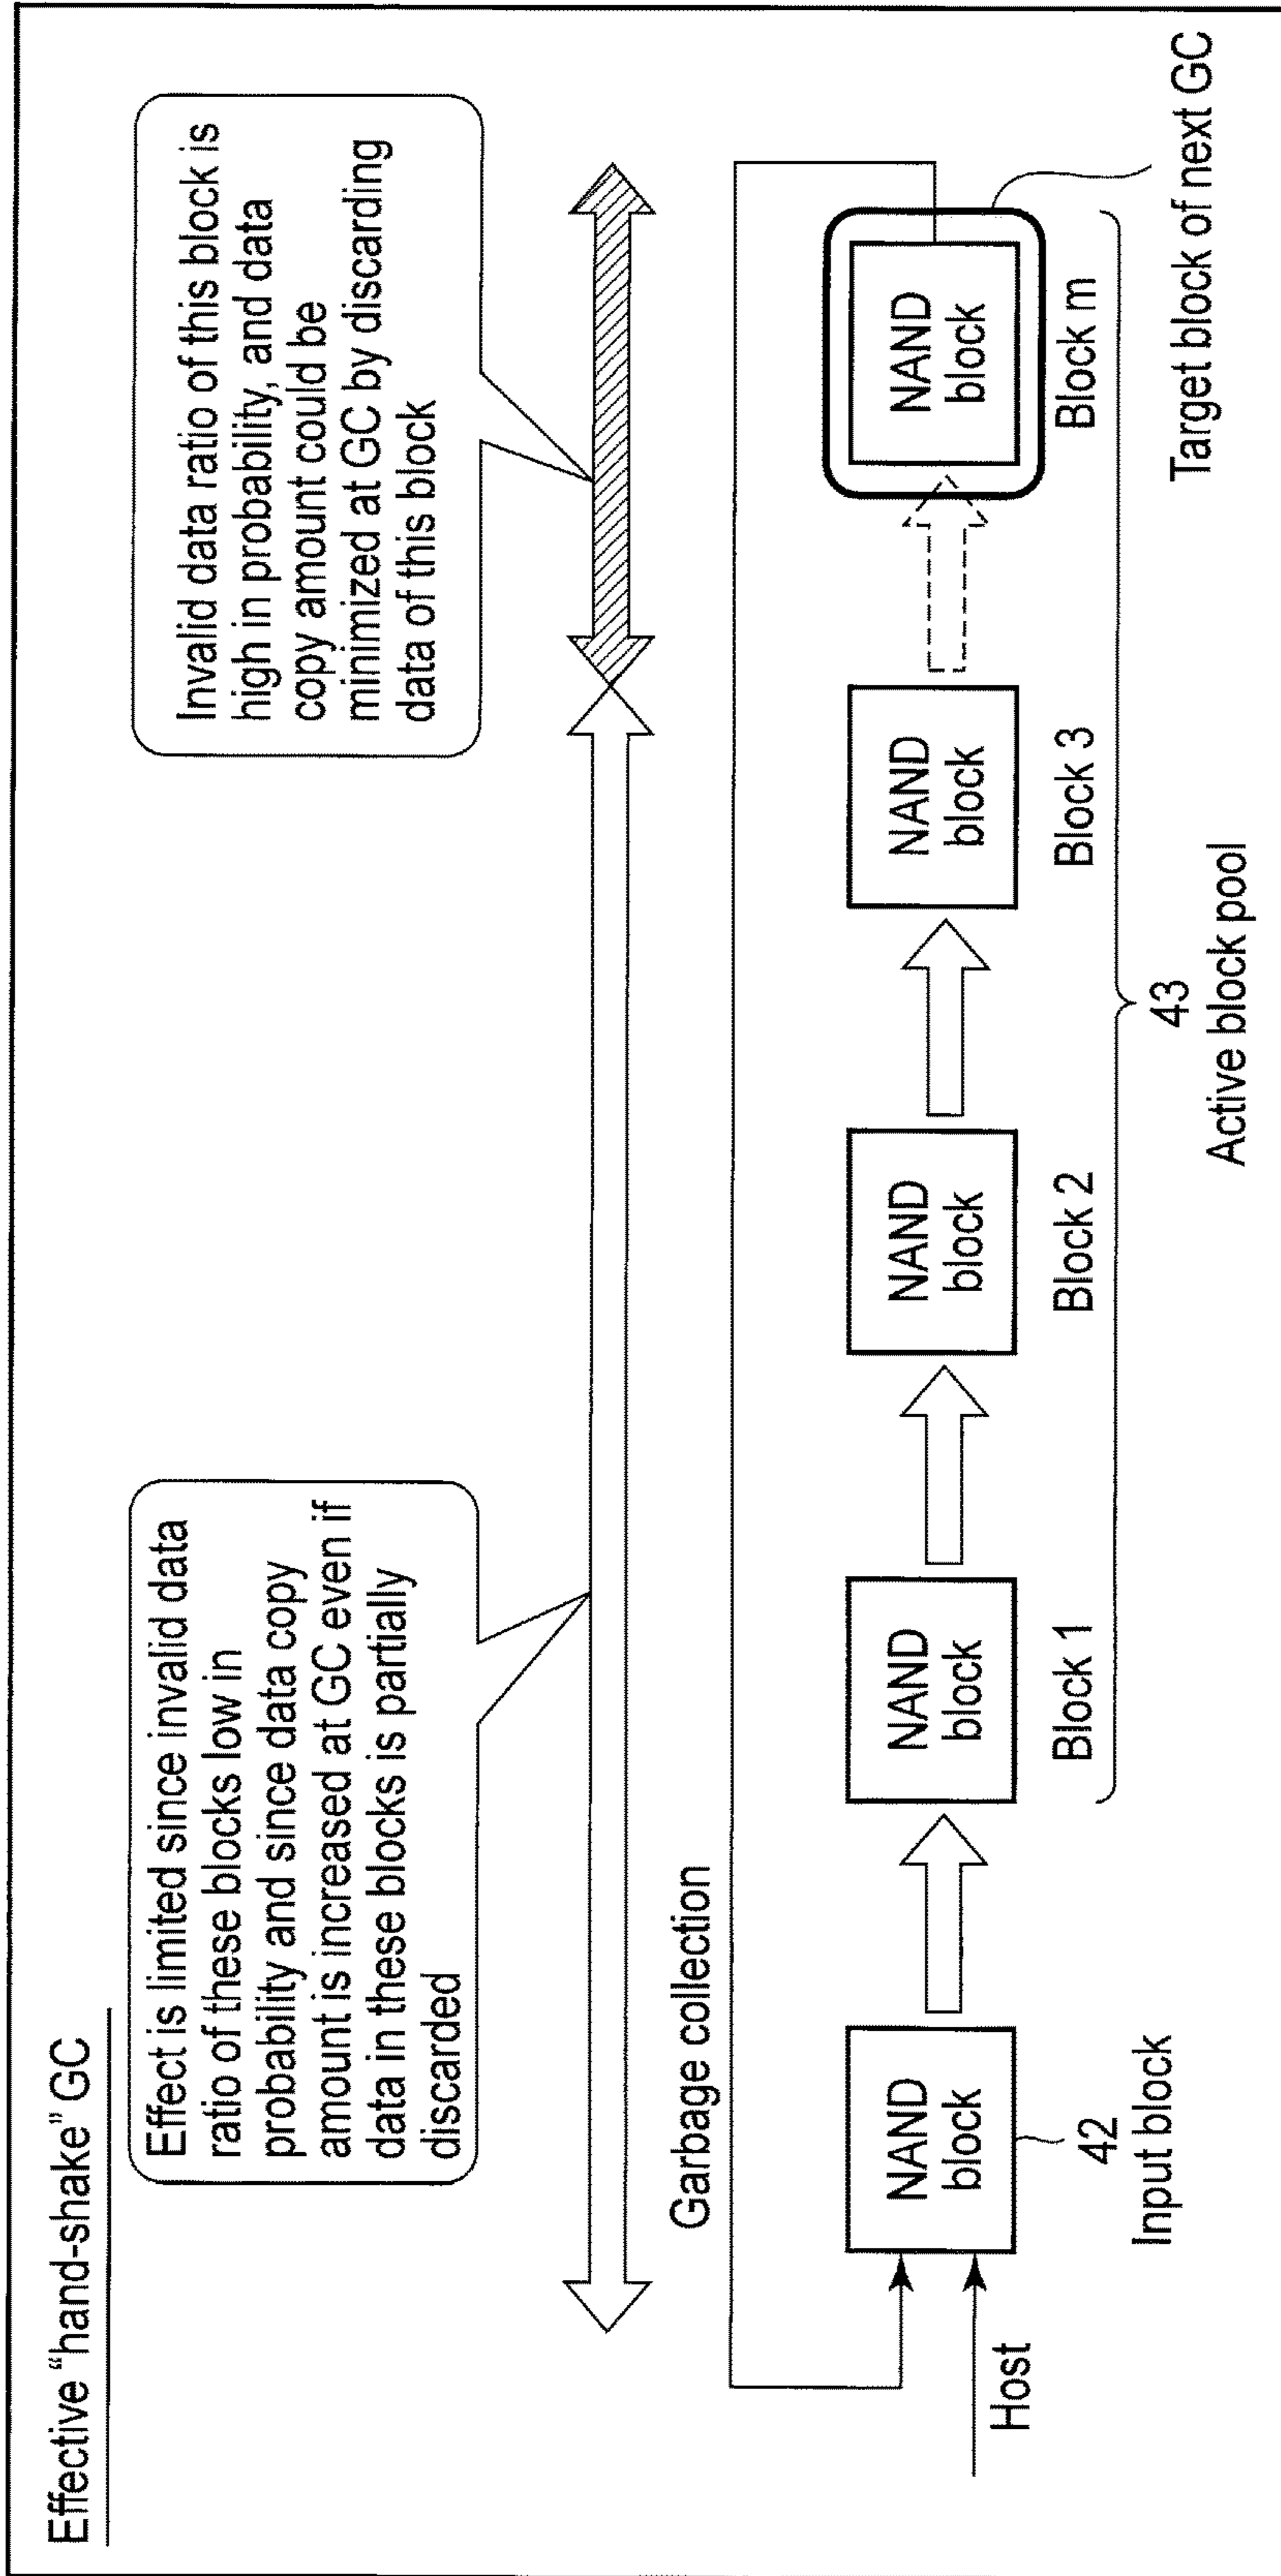 Effective “hand-shake” GC
Effect is limited since invalid data
ratio of these blocks low in
probability and since data copy
amount is increased at GC even if
data in these blocks is partially
discarded
Invalid data ratio of this block is
high in probability, and data
copy amount could be
minimized at GC by discarding
data of this block
Garbage collection
Host
NAND
block
42
Input block
NAND
block
Block 1
NAND
block
Block 2
NAND
block
Block 3
NAND
block
Block m
43
Active block pool
Target block of next GC